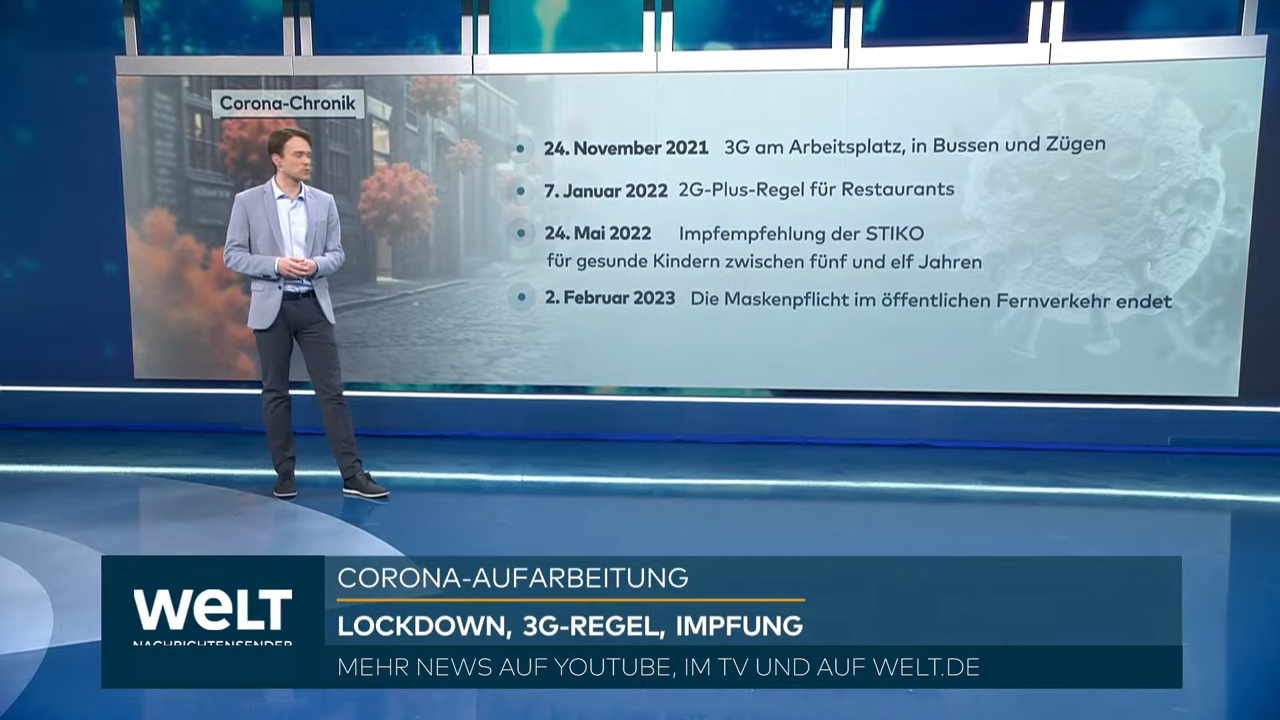 Corona-Chronik
24. November 2021 3G am Arbeitsplatz, in Bussen und Zügen
7. Januar 2022 2G-Plus-Regel für Restaurants
24. Mai 2022 Impfempfehlung der STIKO
für gesunde Kindern zwischen fünf und elf Jahren
2. Februar 2023 Die Maskenpflicht im öffentlichen Fernverkehr endet
CORONA-AUFARBEITUNG
welt
NACHRICHTENSENDER
LOCKDOWN, 3G-REGEL, IMPFUNG
MEHR NEWS AUF YOUTUBE, IM TV UND AUF WELT.DE